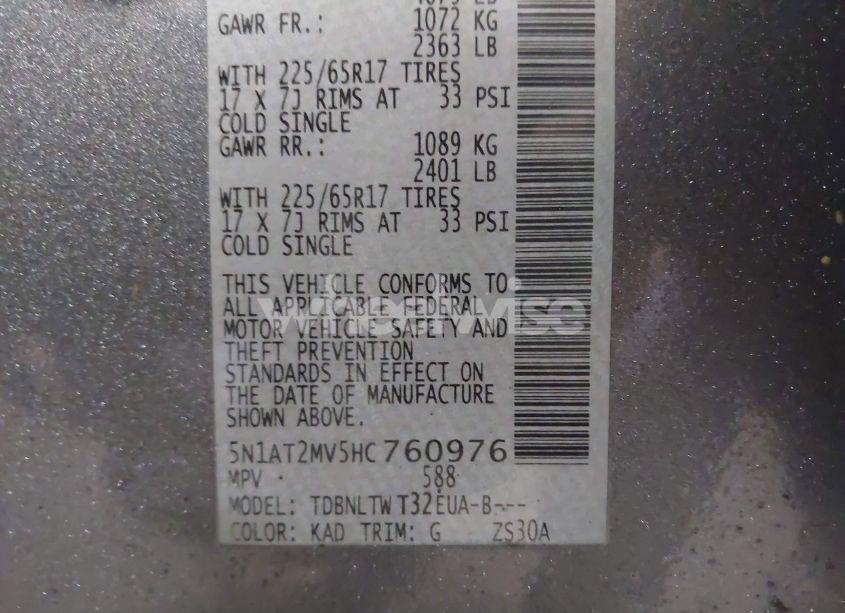 GAWR FR.: 1072 KG
2363 LB
WITH 225/65R17 TIRES
17 X 7J RIMS AT 33 PSI
COLD SINGLE
GAWR RR.: 1089 KG
2401 LB
WITH 225/65R17 TIRES
17 X 7J RIMS AT 33 PSI
COLD SINGLE
THIS VEHICLE CONFORMS TO
ALL APPLICABLE FEDERAL
MOTOR VEHICLE SAFETY AND
THEFT PREVENTION
STANDARDS IN EFFECT ON
THE DATE OF MANUFACTURE
SHOWN ABOVE.
5N1AT2MV5HC760976
MPV 588
MODEL: TDBNLTW T32EUA-B---
COLOR: KAD TRIM: G ZS30A